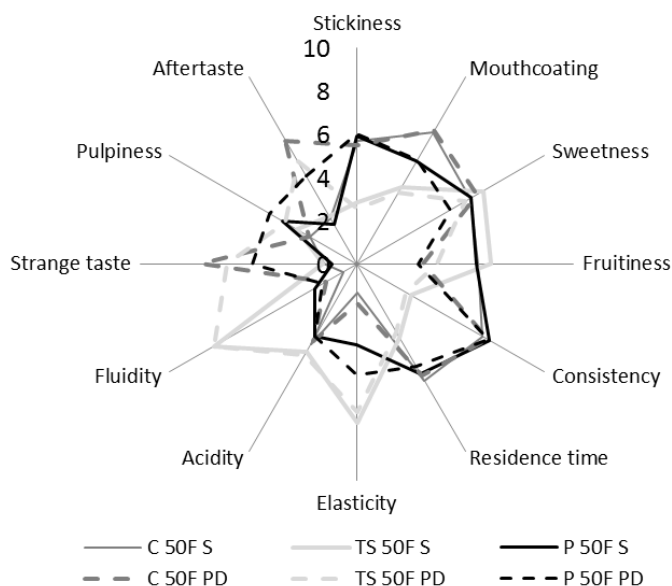 Stickiness
10
Aftertaste
Mouthcoating
8
6
Pulpiness
Sweetness
4
2
Strange taste
0
Fruitiness
Fluidity
Consistency
Acidity
Residence time
Elasticity
C 50F S
TS 50F S
P 50F S
C 50F PD
TS 50F PD
P 50F PD